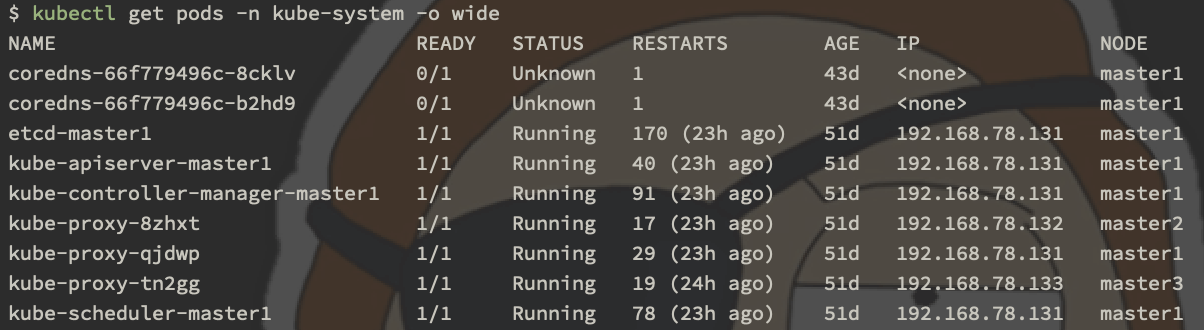 $ kubectl get pods -n kube-system -o wide
NAME READY STATUS RESTARTS AGE IP NODE
coredns-66f779496c-8cklv 0/1 Unknown 1 43d <none> master1
coredns-66f779496c-b2hd9 0/1 Unknown 1 43d <none> master1
etcd-master1 1/1 Running 170 (23h ago) 51d 192.168.78.131 master1
kube-apiserver-master1 1/1 Running 40 (23h ago) 51d 192.168.78.131 master1
kube-controller-manager-master1 1/1 Running 91 (23h ago) 51d 192.168.78.131 master1
kube-proxy-8zhxt 1/1 Running 17 (23h ago) 51d 192.168.78.132 master2
kube-proxy-qjdwp 1/1 Running 29 (23h ago) 51d 192.168.78.131 master1
kube-proxy-tn2gg 1/1 Running 19 (24h ago) 51d 192.168.78.133 master3
kube-scheduler-master1 1/1 Running 78 (23h ago) 51d 192.168.78.131 master1